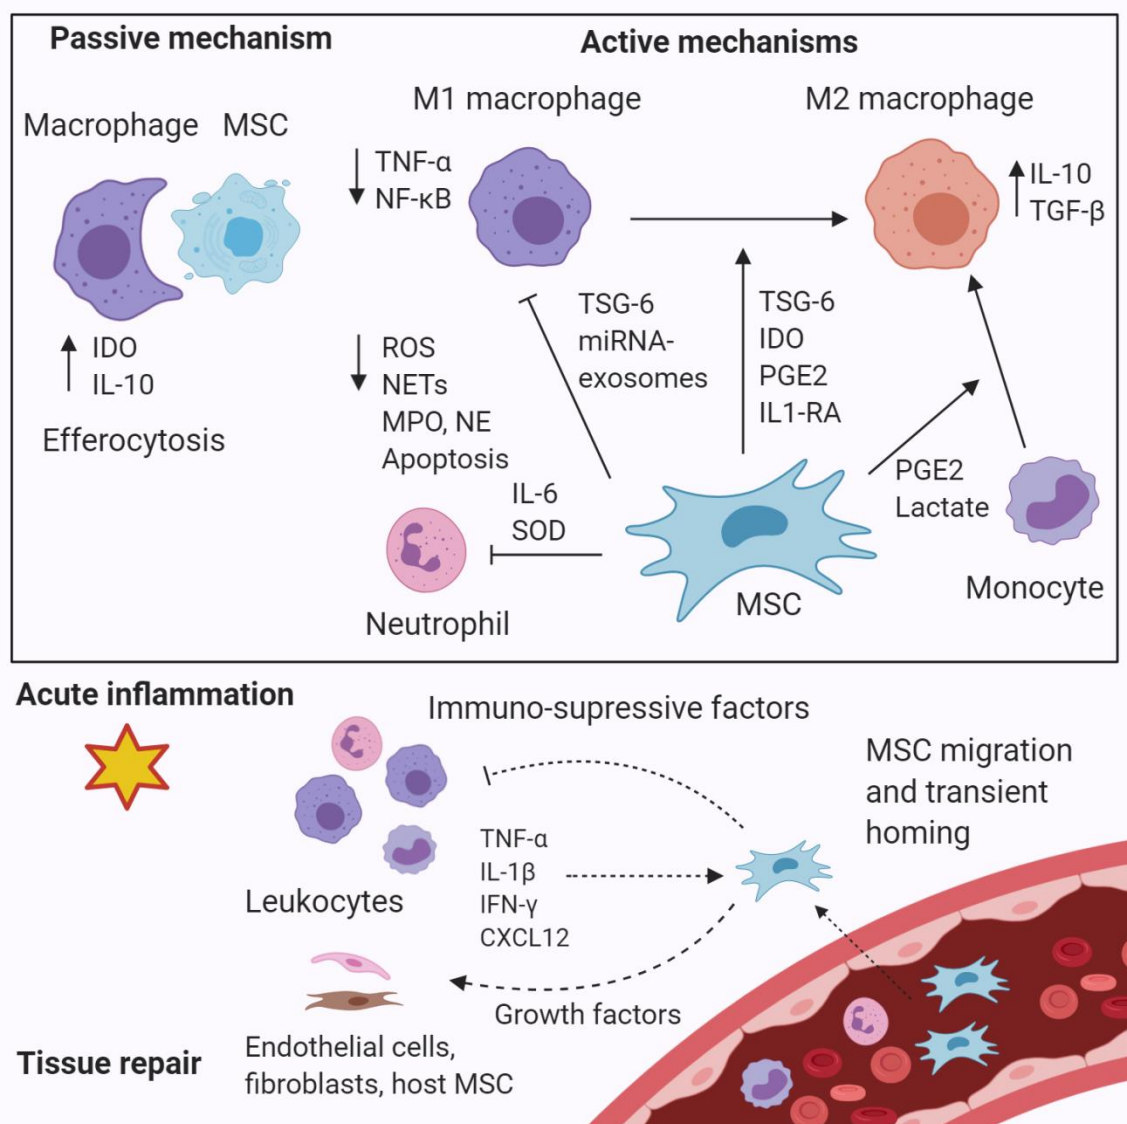 Passive mechanism
Active mechanisms
Macrophage
MSC
IDO
IL-10
Efferocytosis
M1 macrophage
M2 macrophage
TNF-α
NF-κB
IL-10
TGF-β
TSG-6
miRNA-
exosomes
TSG-6
IDO
PGE2
IL1-RA
ROS
NETs
MPO, NE
Apoptosis
IL-6
SOD
PGE2
Lactate
Neutrophil
MSC
Monocyte
Acute inflammation
Immuno-supressive factors
MSC migration
and transient
homing
TNF-α
IL-1β
IFN-γ
CXCL12
Leukocytes
Growth factors
Tissue repair
Endothelial cells,
fibroblasts, host MSC